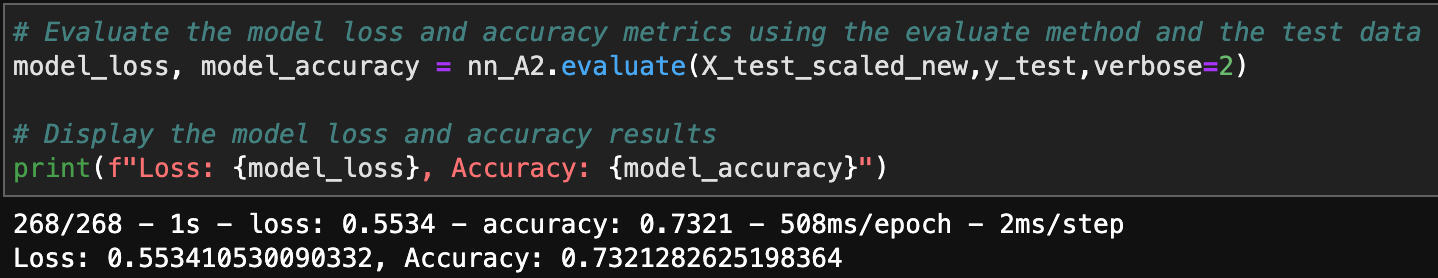 # Evaluate the model loss and accuracy metrics using the evaluate method and the test data
model_loss, model_accuracy = nn_A2.evaluate(X_test_scaled_new,y_test,verbose=2)
# Display the model loss and accuracy results
print(f"Loss: {model_loss}, Accuracy: {model_accuracy}")
268/268 - 1s - loss: 0.5534 - accuracy: 0.7321 - 508ms/epoch - 2ms/step
Loss: 0.553410530090332, Accuracy: 0.7321282625198364